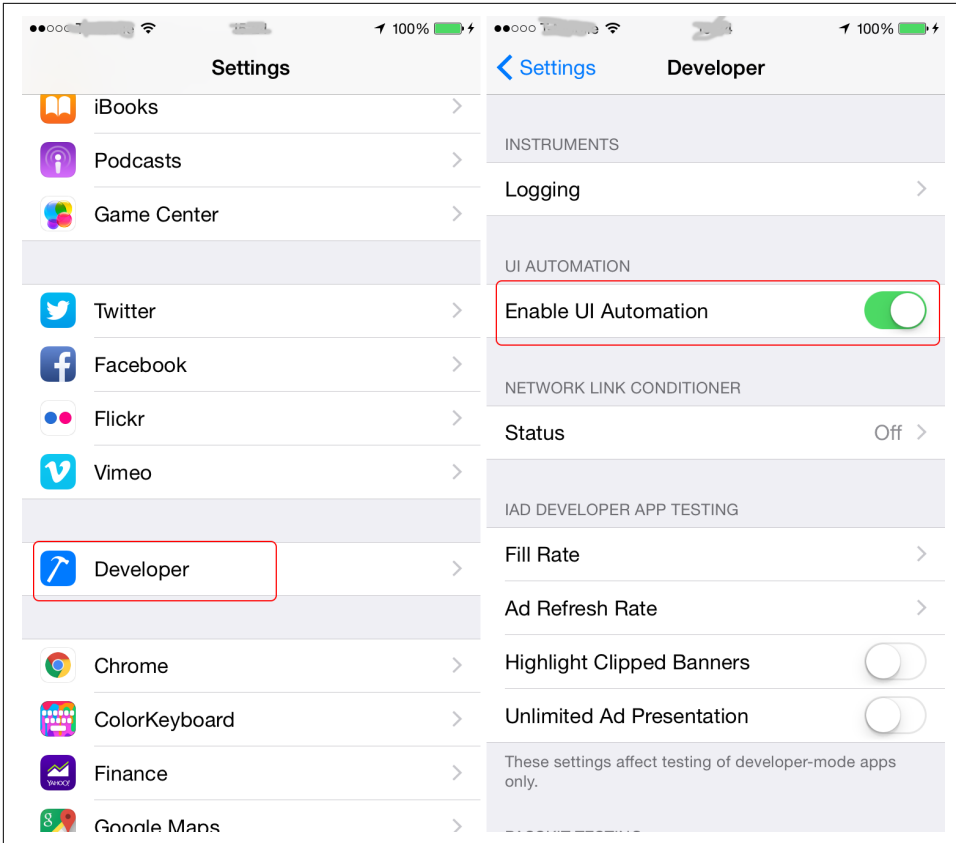 100%
Settings
iBooks
Podcasts
Game Center
Twitter
Facebook
Flickr
Vimeo
Developer
Chrome
ColorKeyboard
YAHOO!
Finance
8
Google Maps
100%
Settings
Developer
INSTRUMENTS
Logging
UI AUTOMATION
Enable UI Automation
NETWORK LINK CONDITIONER
Status Off
IAD DEVELOPER APP TESTING
Fill Rate
Ad Refresh Rate
Highlight Clipped Banners
Unlimited Ad Presentation
These settings affect testing of developer-mode apps
only.